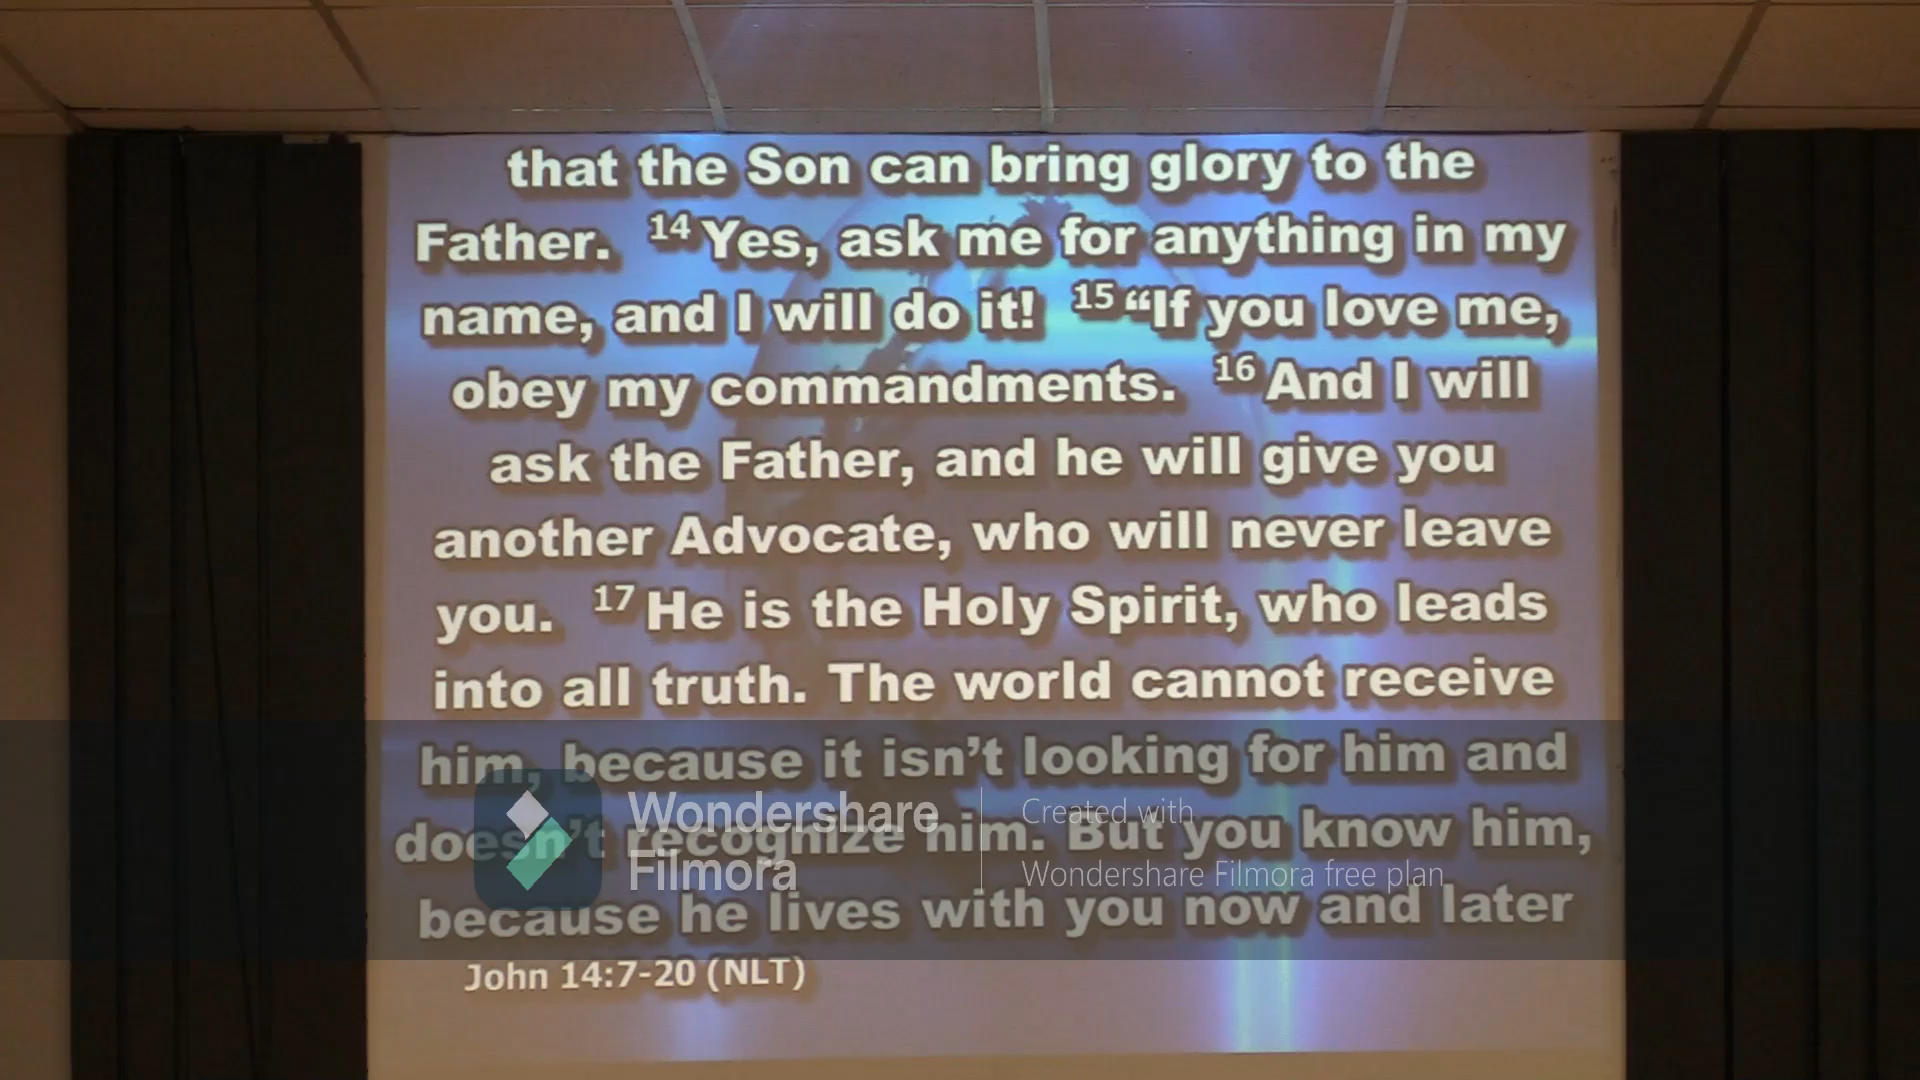 that the Son can bring glory to the
Father. 14 Yes, ask me for anything in my
name, and I will do it! 15 “If you love me,
obey my commandments. 16 And I will
ask the Father, and he will give you
another Advocate, who will never leave
you. 17 He is the Holy Spirit, who leads
into all truth. The world cannot receive
him, because it isn’t looking for him and
doesn’t recognize him. But you know him,
because he lives with you now and later
John 14:7-20 (NLT)
Wondershare
Filmora
Created with
Wondershare Filmora free plan